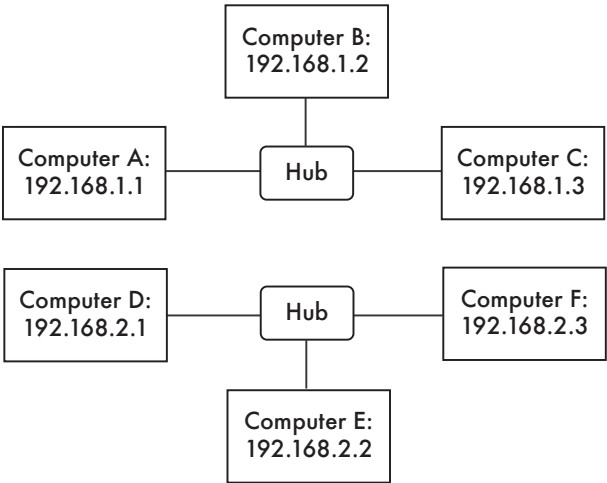 Computer B:
192.168.1.2
Computer A:
192.168.1.1
Hub
Computer C:
192.168.1.3
Computer D:
192.168.2.1
Hub
Computer F:
192.168.2.3
Computer E:
192.168.2.2